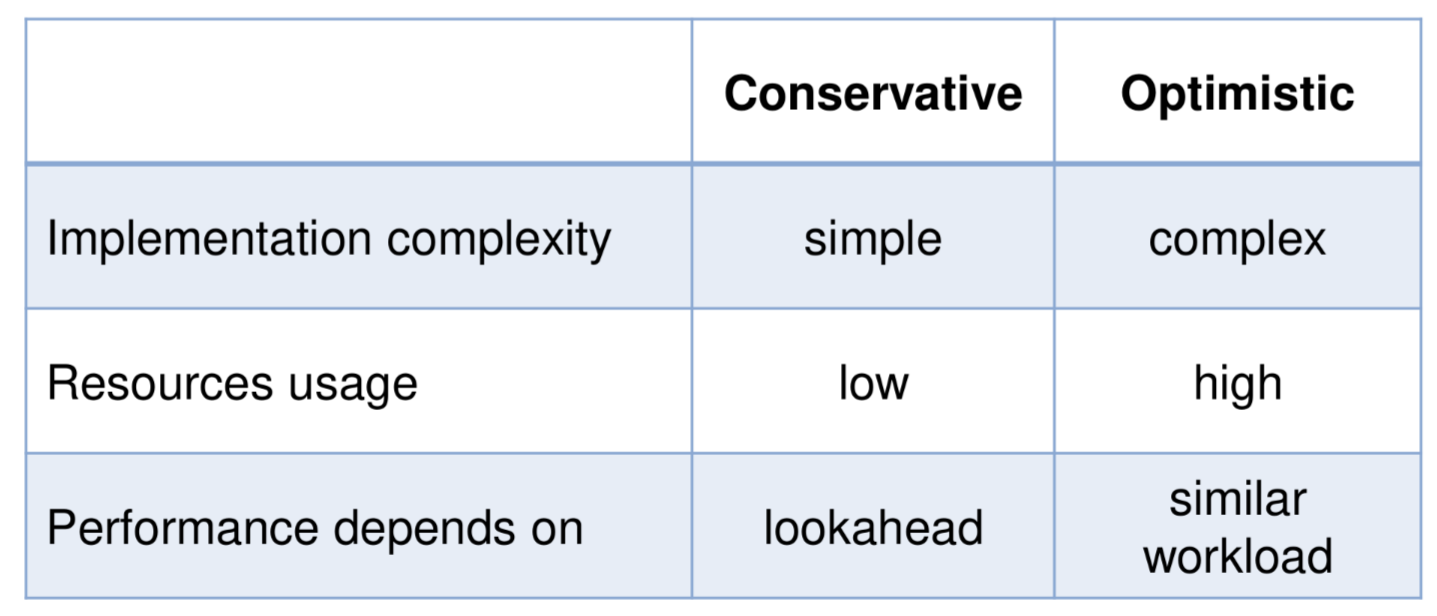 Conservative Optimistic
Implementation complexity simple complex
Resources usage low high
Performance depends on lookahead similar
workload